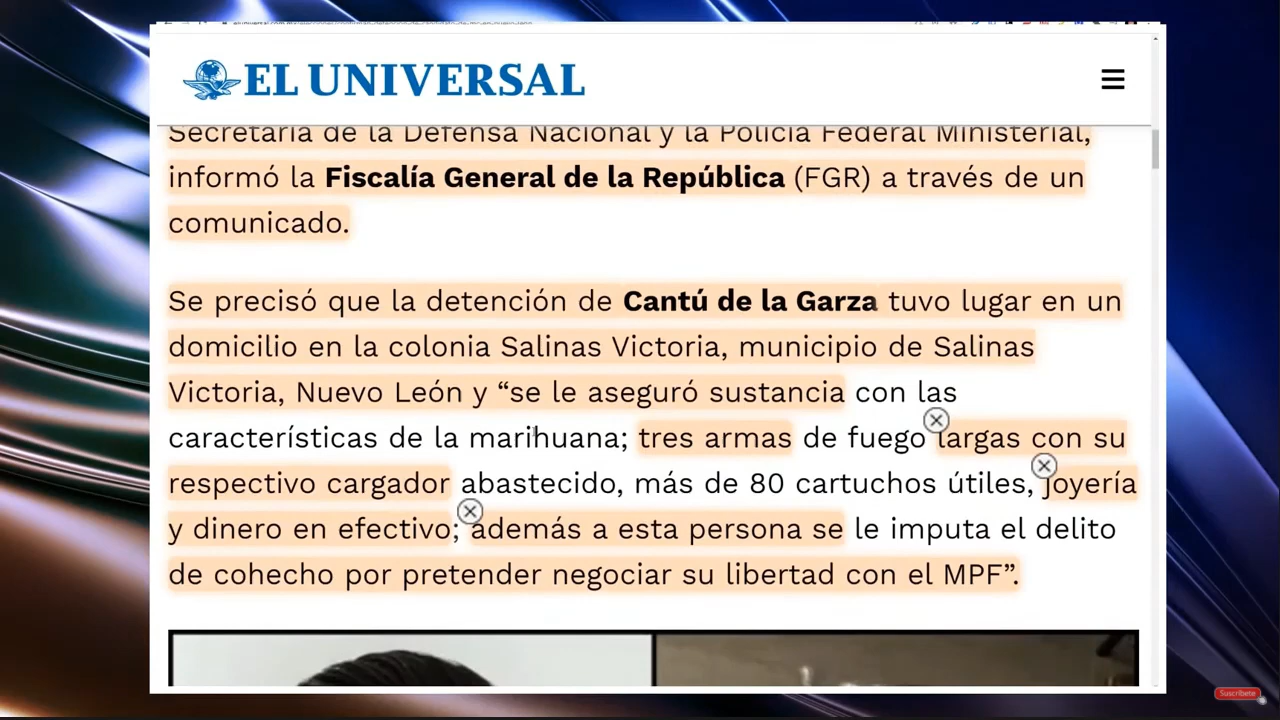 EL UNIVERSAL
Secretaría de la Defensa Nacional y la Policía Federal Ministerial,
informó la Fiscalía General de la República (FGR) a través de un
comunicado.
Se precisó que la detención de Cantú de la Garza tuvo lugar en un
domicilio en la colonia Salinas Victoria, municipio de Salinas
Victoria, Nuevo León y “se le aseguró sustancia con las
características de la marihuana; tres armas de fuego largas con su
respectivo cargador abastecido, más de 80 cartuchos útiles, joyería
y dinero en efectivo; además a esta persona se le imputa el delito
de cohecho por pretender negociar su libertad con el MPF”.
Suscríbete